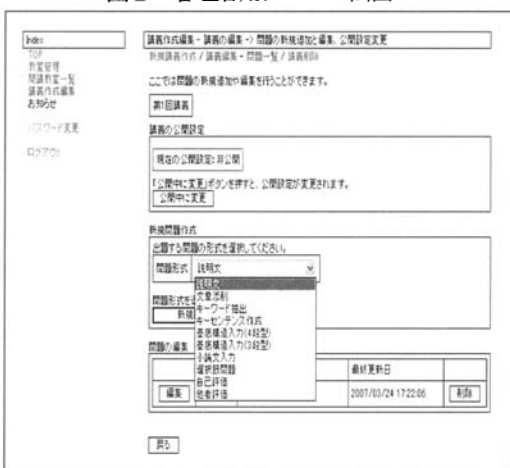 Index
TOP
教室管理
開講教室一覧
講義作成編集
お知らせ
パスワード変更
ログアウト
講義作成編集 - 講義の編集 -> 問題の新規追加と編集、公開設定変更
新規講義作成 / 講義編集 - 問題一覧 / 講義削除
ここでは問題の新規追加や編集を行うことができます。
第1回講義
講義の公開設定
現在の公開設定: 非公開
「公開中に変更」ボタンを押すと、公開設定が変更されます。
公開中に変更
新規問題作成
出題する問題の形式を選択してください。
問題形式 説明文
説明文
文章添削
キーワード抽出
キーセンテンス作成
基底構造入力(4段型)
基底構造入力(3段型)
小論文入力
選択肢問題
自己評価
他者評価
問題形式を
新規
問題の編集
最終更新日
編集 2007/03/24 17:22:06 削除
戻る